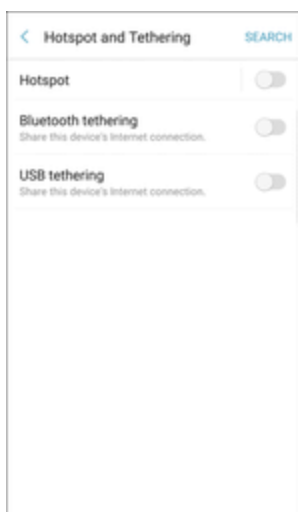 Hotspot and Tethering SEARCH
Hotspot
Bluetooth tethering
Share this device's Internet connection.
USB tethering
Share this device's Internet connection.